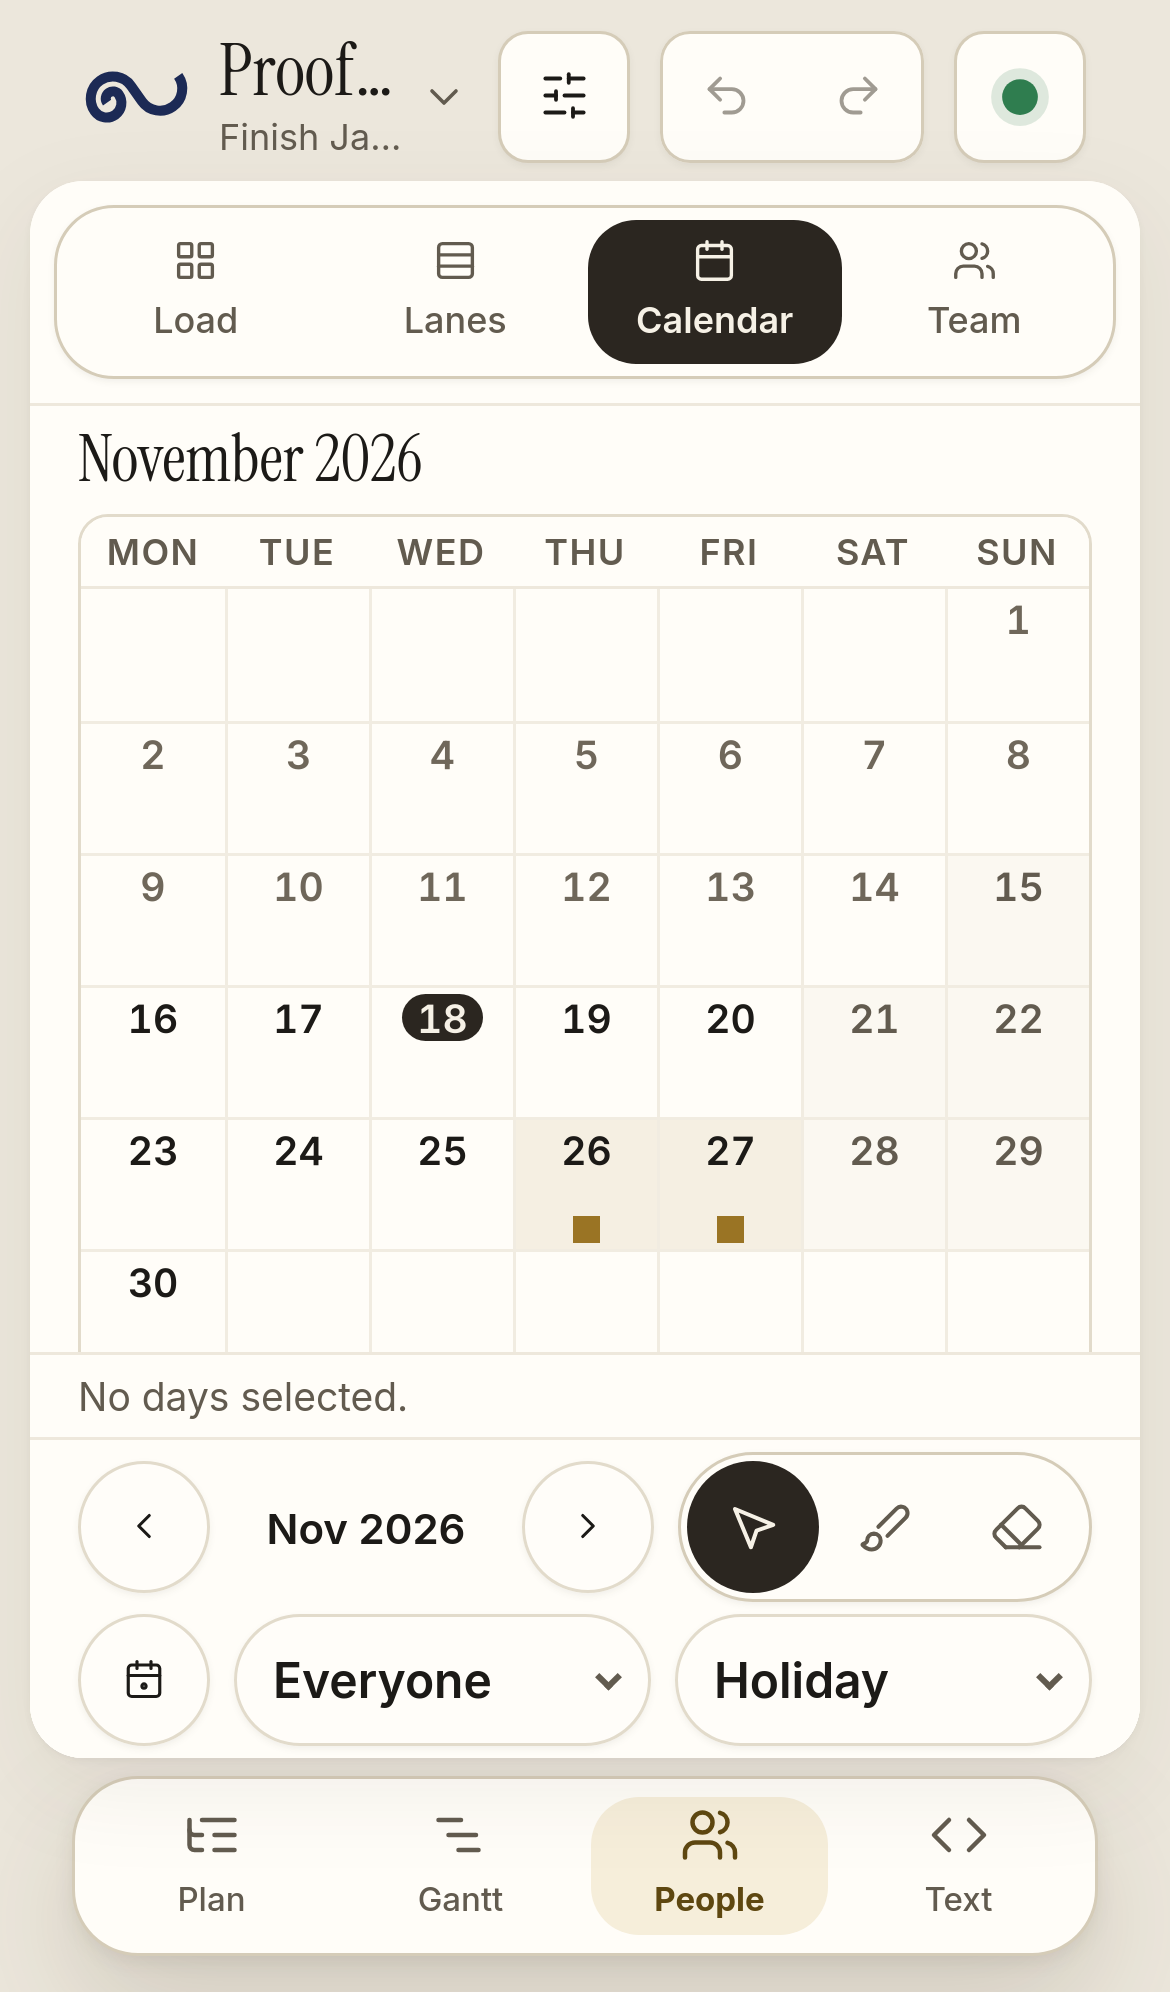 Proof...
Finish Ja...
Load Lanes Calendar Team
November 2026
MON TUE WED THU FRI SAT SUN
1
2 3 4 5 6 7 8
9 10 11 12 13 14 15
16 17 18 19 20 21 22
23 24 25 26 27 28 29
30
No days selected.
Nov 2026
Everyone Holiday
Plan Gantt People Text